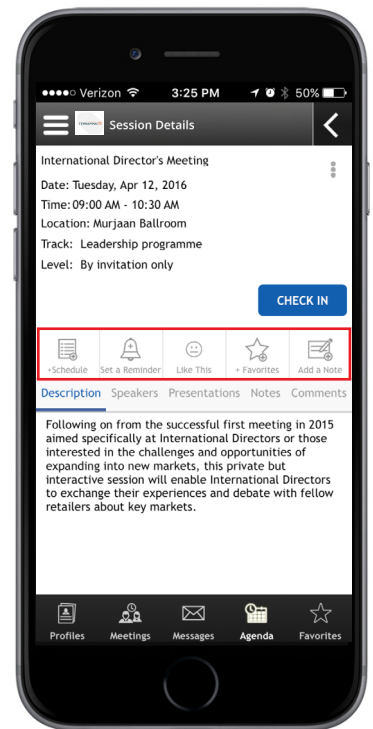 Verizon 3:25 PM 50%
Session Details
International Director's Meeting
Date: Tuesday, Apr 12, 2016
Time: 09:00 AM - 10:30 AM
Location: Murjaan Ballroom
Track: Leadership programme
Level: By invitation only
CHECK IN
+Schedule Set a Reminder Like This + Favorites Add a Note
Description Speakers Presentations Notes Comments
Following on from the successful first meeting in 2015
aimed specifically at International Directors or those
interested in the challenges and opportunities of
expanding into new markets, this private but
interactive session will enable International Directors
to exchange their experiences and debate with fellow
retailers about key markets.
Profiles Meetings Messages Agenda Favorites